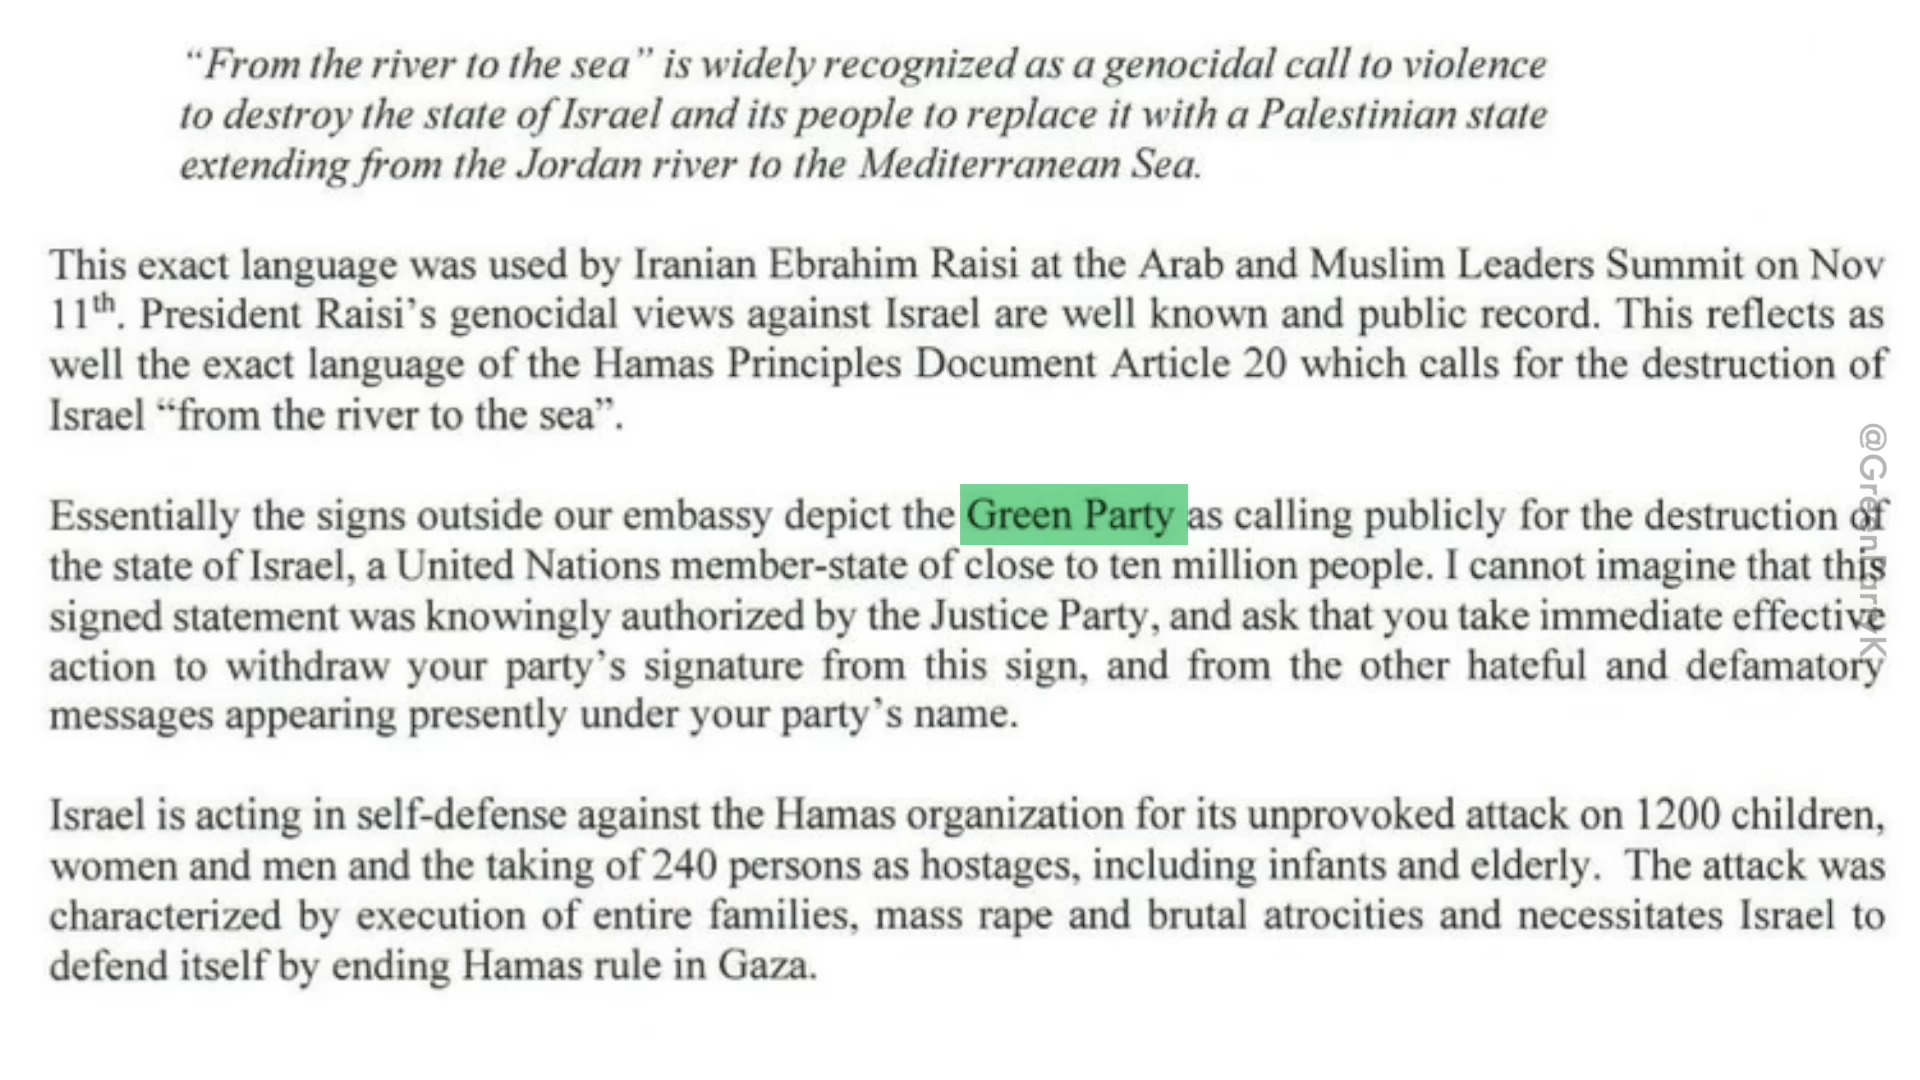 “From the river to the sea” is widely recognized as a genocidal call to violence
to destroy the state of Israel and its people to replace it with a Palestinian state
extending from the Jordan river to the Mediterranean Sea.
This exact language was used by Iranian Ebrahim Raisi at the Arab and Muslim Leaders Summit on Nov
11th. President Raisi’s genocidal views against Israel are well known and public record. This reflects as
well the exact language of the Hamas Principles Document Article 20 which calls for the destruction of
Israel “from the river to the sea”.
Essentially the signs outside our embassy depict the Green Party as calling publicly for the destruction of
the state of Israel, a United Nations member-state of close to ten million people. I cannot imagine that this
signed statement was knowingly authorized by the Justice Party, and ask that you take immediate effective
action to withdraw your party’s signature from this sign, and from the other hateful and defamatory
messages appearing presently under your party’s name.
Israel is acting in self-defense against the Hamas organization for its unprovoked attack on 1200 children,
women and men and the taking of 240 persons as hostages, including infants and elderly. The attack was
characterized by execution of entire families, mass rape and brutal atrocities and necessitates Israel to
defend itself by ending Hamas rule in Gaza.